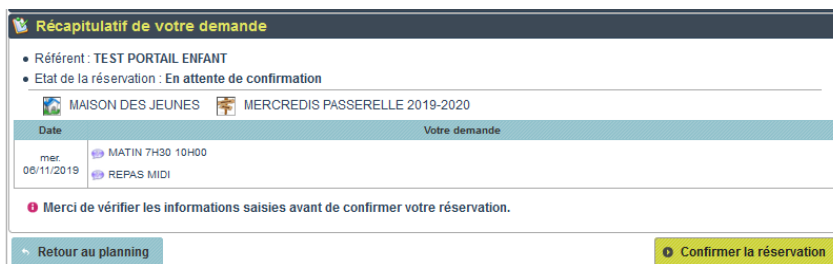 Récapitulatif de votre demande
Référent : TEST PORTAIL ENFANT
Etat de la réservation : En attente de confirmation
MAISON DES JEUNES MERCREDIS PASSERELLE 2019-2020
Date Votre demande
mer. 06/11/2019
MATIN 7H30 10H00
REPAS MIDI
Merci de vérifier les informations saisies avant de confirmer votre réservation.
Retour au planning Confirmer la réservation